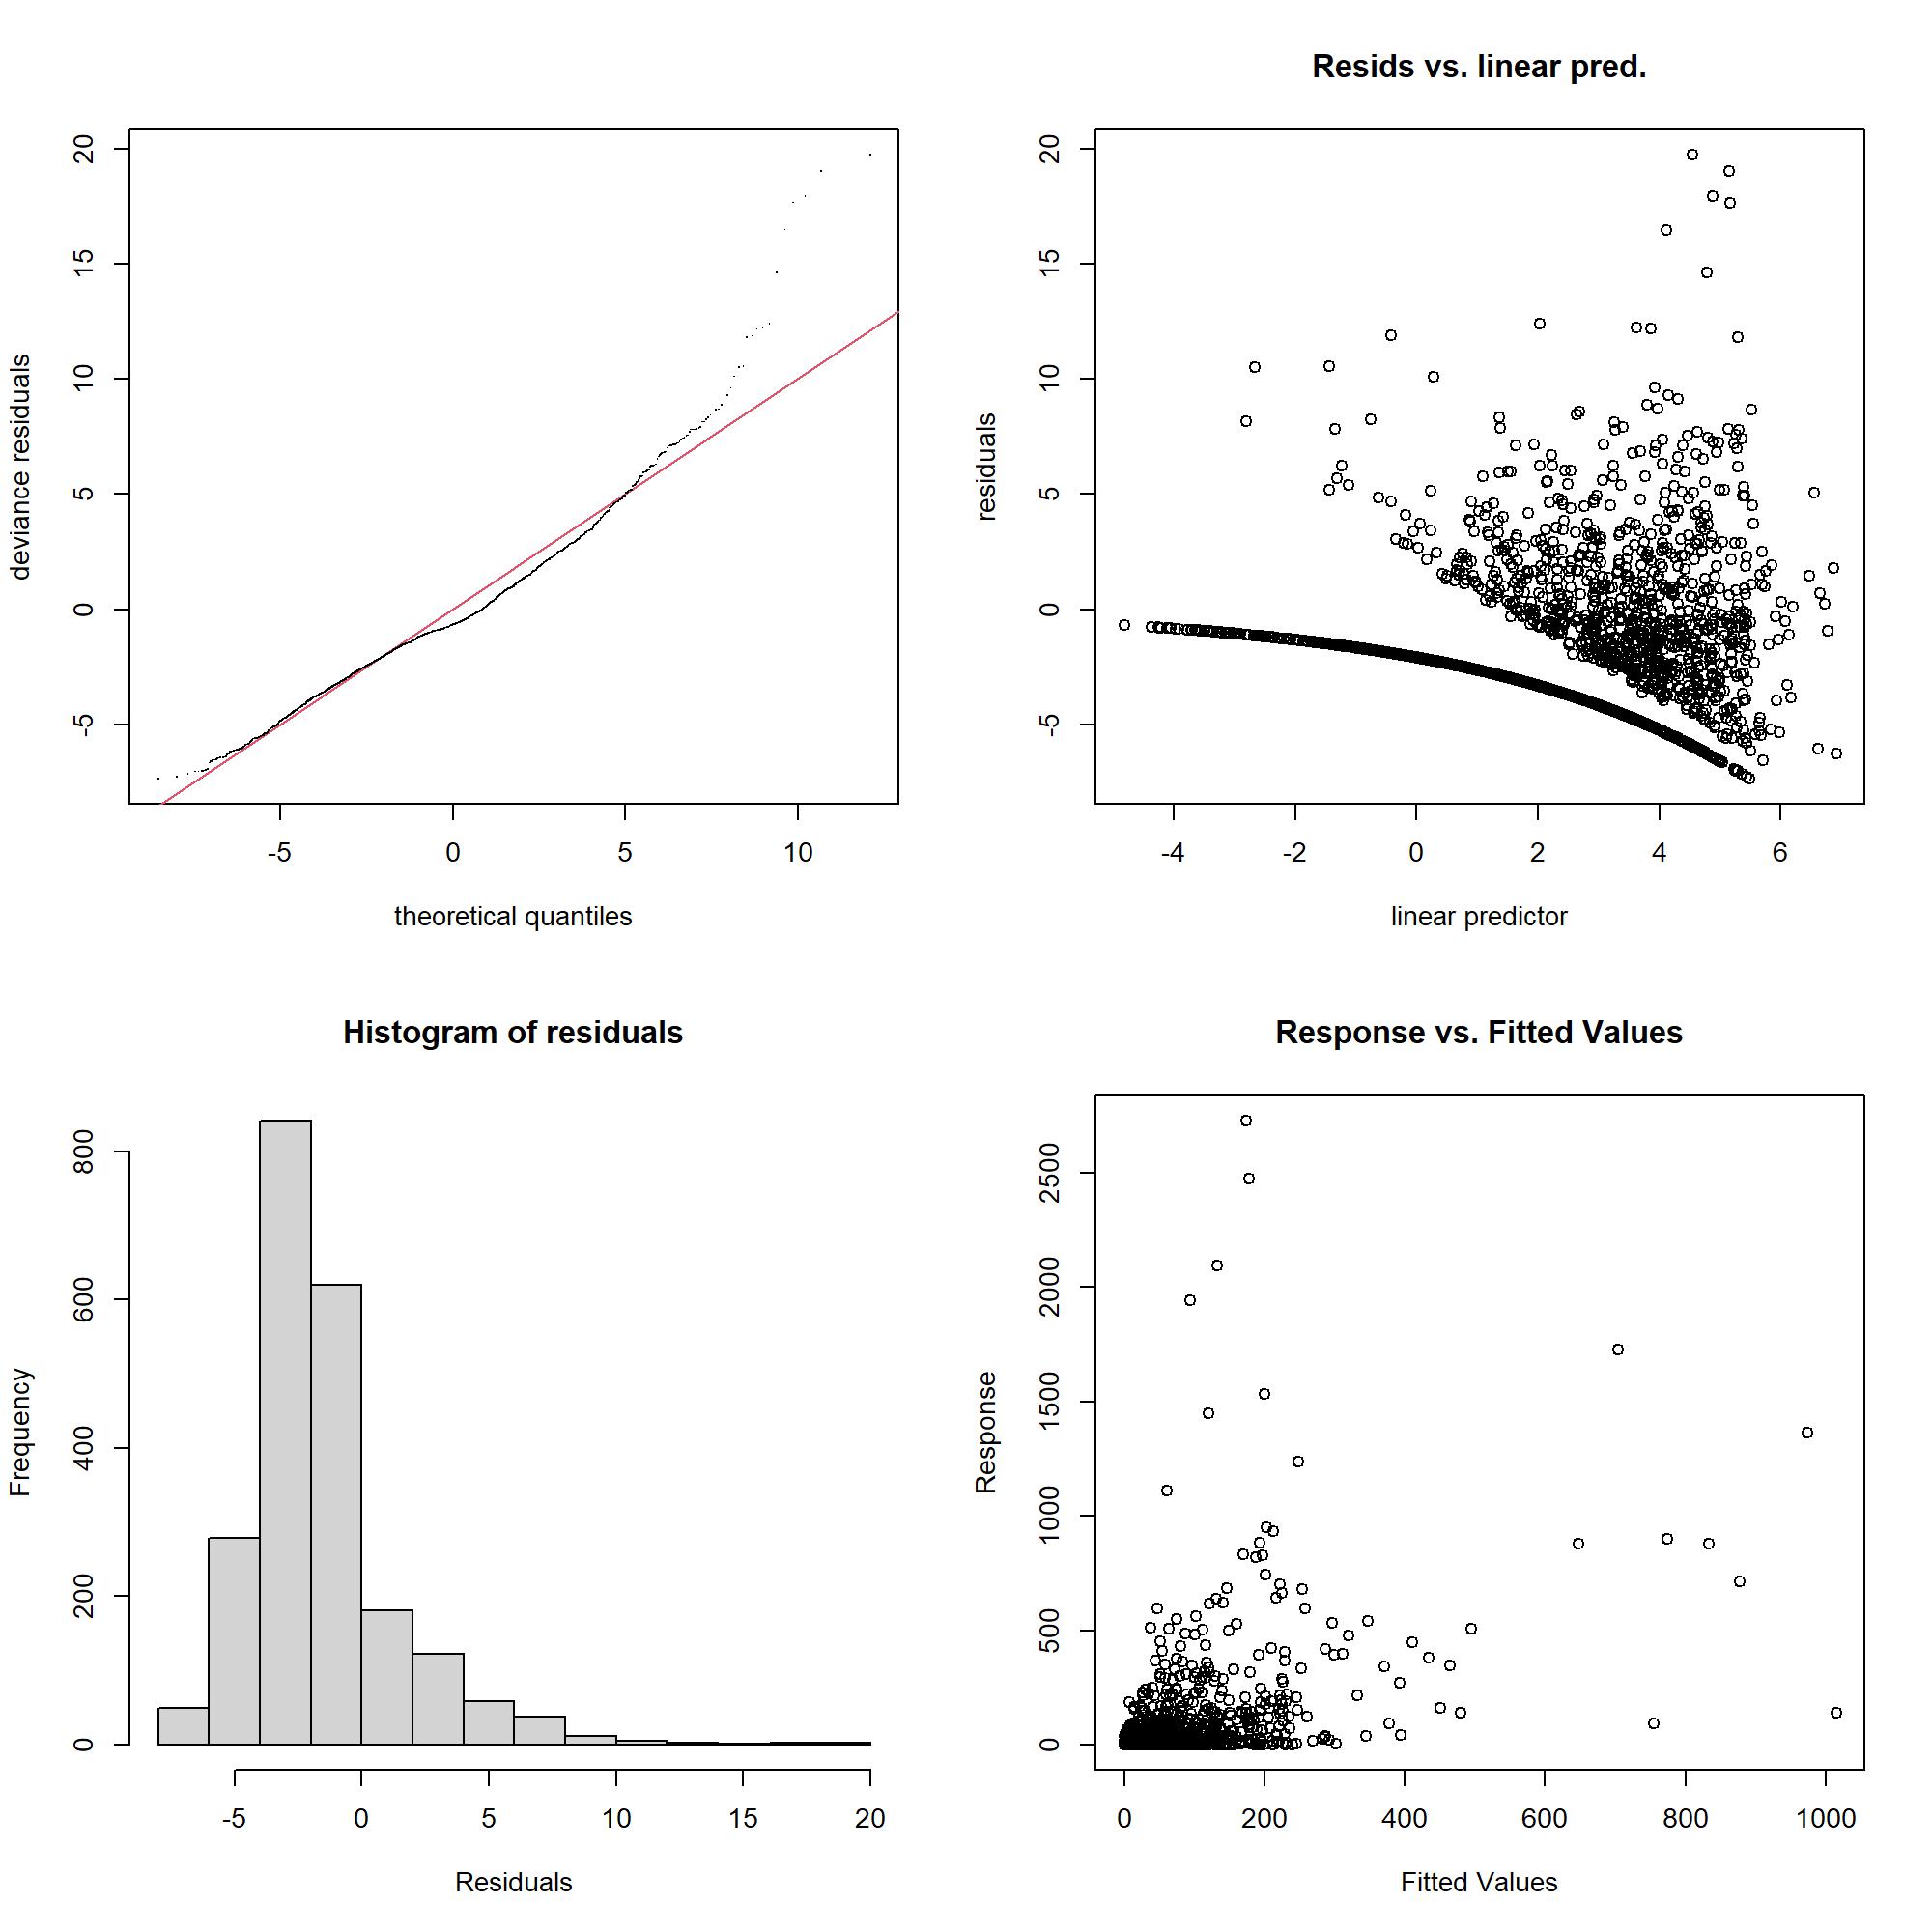 20
15
10
5
0
-5
deviance residuals
-5 0 5 10
theoretical quantiles
Resids vs. linear pred.
20
15
10
5
0
-5
residuals
-4 -2 0 2 4 6
linear predictor
Histogram of residuals
800
600
400
200
0
Frequency
-5 0 5 10 15 20
Residuals
Response vs. Fitted Values
2500
2000
1500
1000
500
0
Response
0 200 400 600 800 1000
Fitted Values